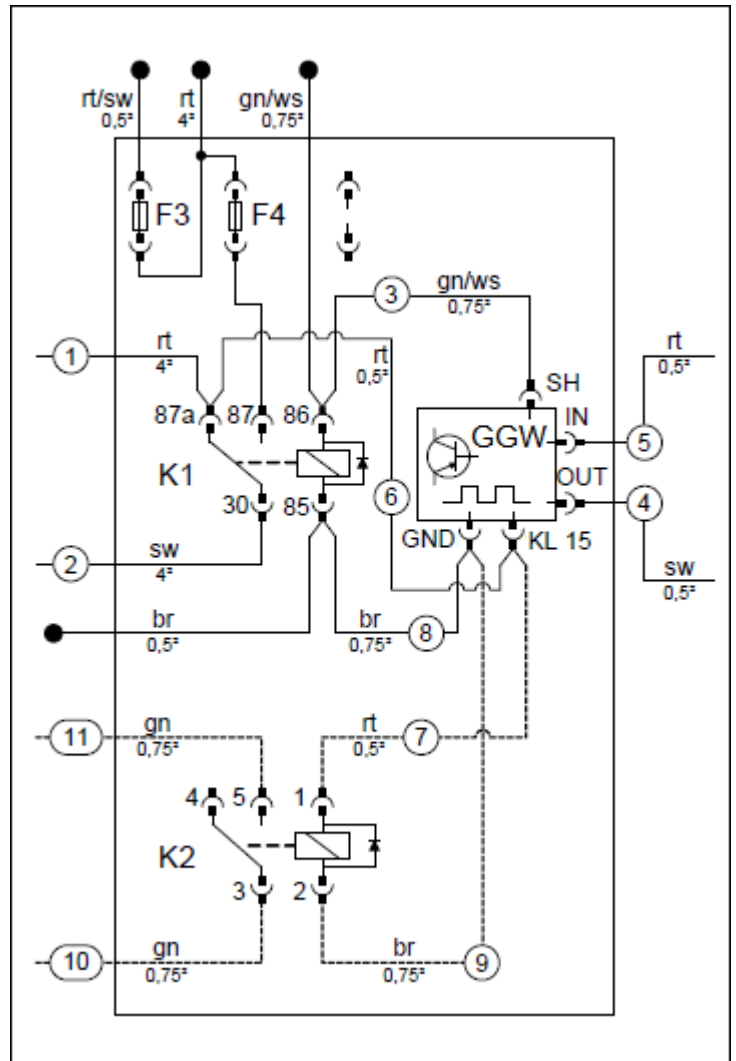 rt/sw rt gn/ws
0,5² 4² 0,75²
F3 F4
3 gn/ws
0,75²
1 rt rt rt
4² 0,5² 0,5²
SH
87a 87 86 IN
GGW 5
K1 OUT
30 85 6 4
GND KL 15
2 sw sw
4² 0,5²
br br 8
0,5² 0,75²
11 gn rt 7
0,75² 0,5²
4 5 1
K2
3 2
10 gn br 9
0,75² 0,75²